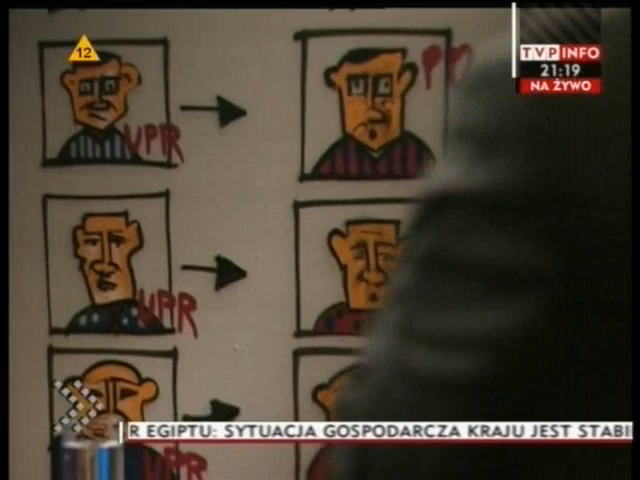 12
TVP INFO
21:19
NA ŻYWO
UPR
UPR
UPR
R EGIPTU: SYTUACJA GOSPODARCZA KRAJU JEST STABI